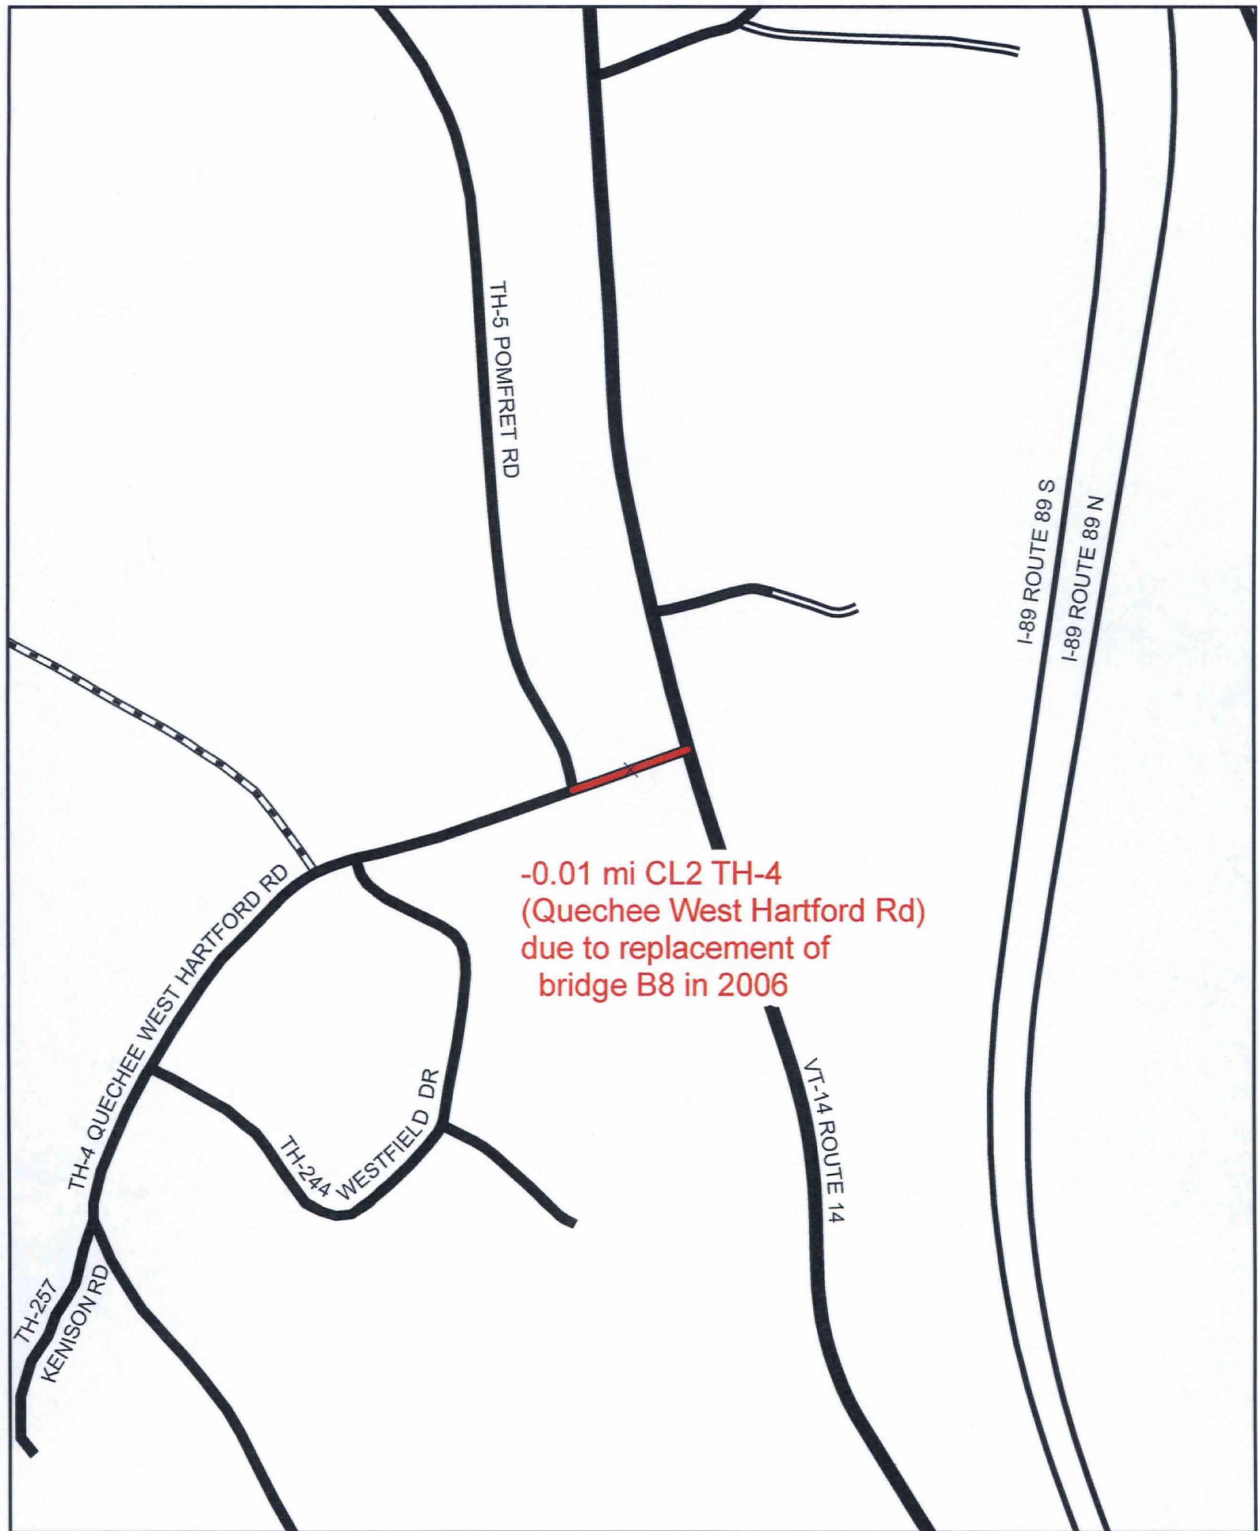 TH-5 POMFRET RD
I-89 ROUTE 89 S
I-89 ROUTE 89 N
-0.01 mi CL2 TH-4
(Quechee West Hartford Rd)
due to replacement of
bridge B8 in 2006
TH-4 QUECHEE WEST HARTFORD RD
TH-244 WESTFIELD DR
VT-14 ROUTE 14
TH-257
KENISON RD